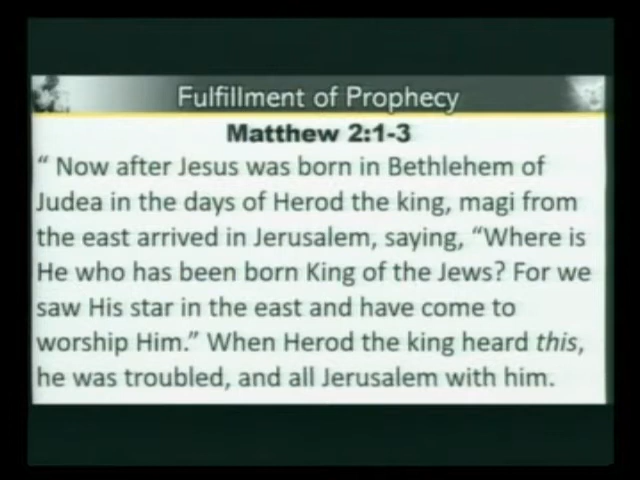 Fulfillment of Prophecy
Matthew 2:1-3
“ Now after Jesus was born in Bethlehem of
Judea in the days of Herod the king, magi from
the east arrived in Jerusalem, saying, “Where is
He who has been born King of the Jews? For we
saw His star in the east and have come to
worship Him.” When Herod the king heard this,
he was troubled, and all Jerusalem with him.